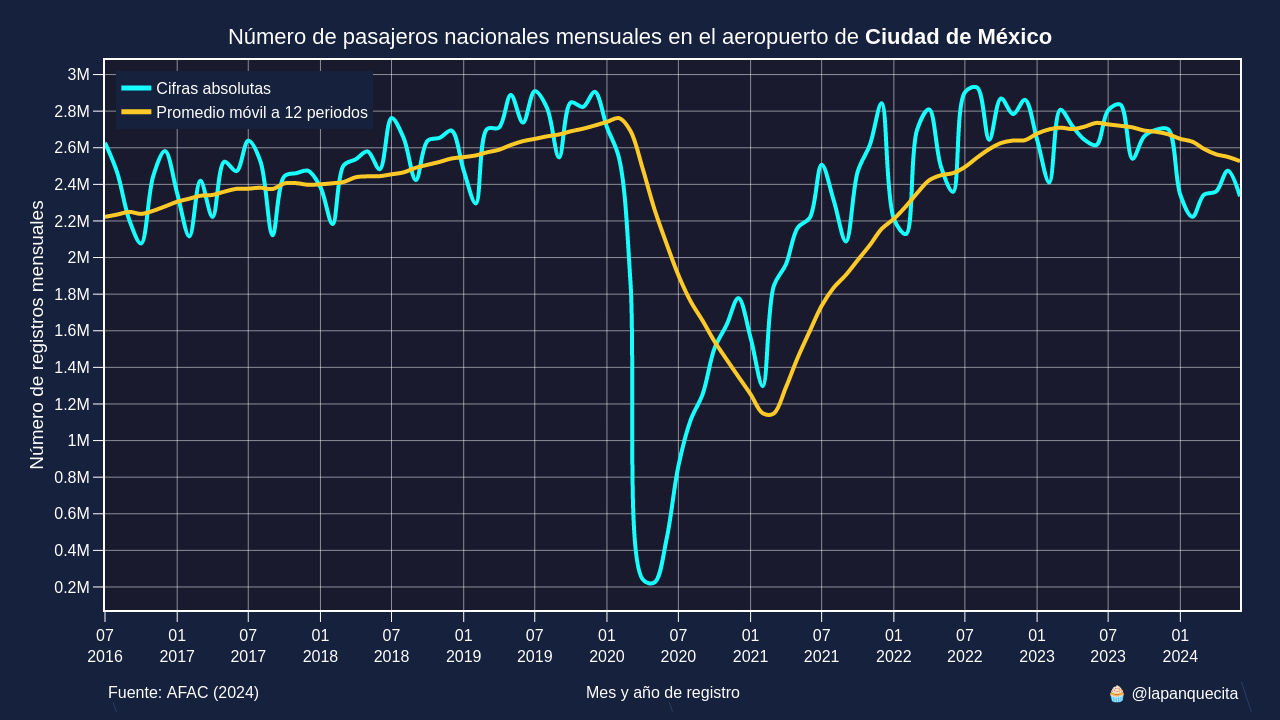 Número de pasajeros nacionales mensuales en el aeropuerto de Ciudad de México
Cifras absolutas
Promedio móvil a 12 periodos
Número de registros mensuales
3M
2.8M
2.6M
2.4M
2.2M
2M
1.8M
1.6M
1.4M
1.2M
1M
0.8M
0.6M
0.4M
0.2M
07 01 07 01 07 01 07 01 07 01 07 01 07 01 07 01
2016 2017 2017 2018 2018 2019 2019 2020 2020 2021 2021 2022 2022 2023 2023 2024
Fuente: AFAC (2024) Mes y año de registro 🧁 @lapanquecita